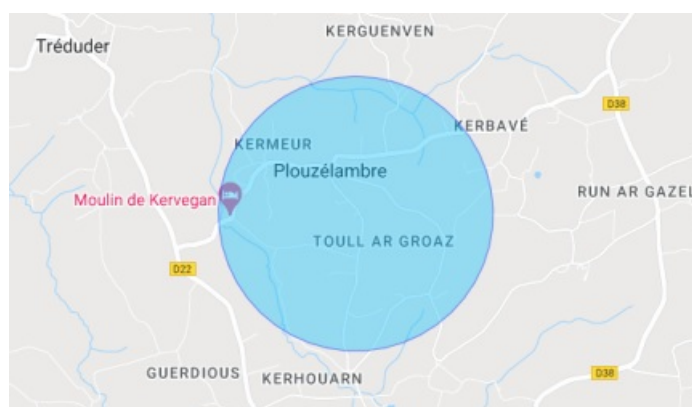 KERGUENVEN
Tréduder
D38
KERBAVÉ
KERMEUR
Plouzélambre
RUN AR GAZEL
Moulin de Kervegan
TOULL AR GROAZ
D22
GUERDIOUS
KERHOUARN
D38